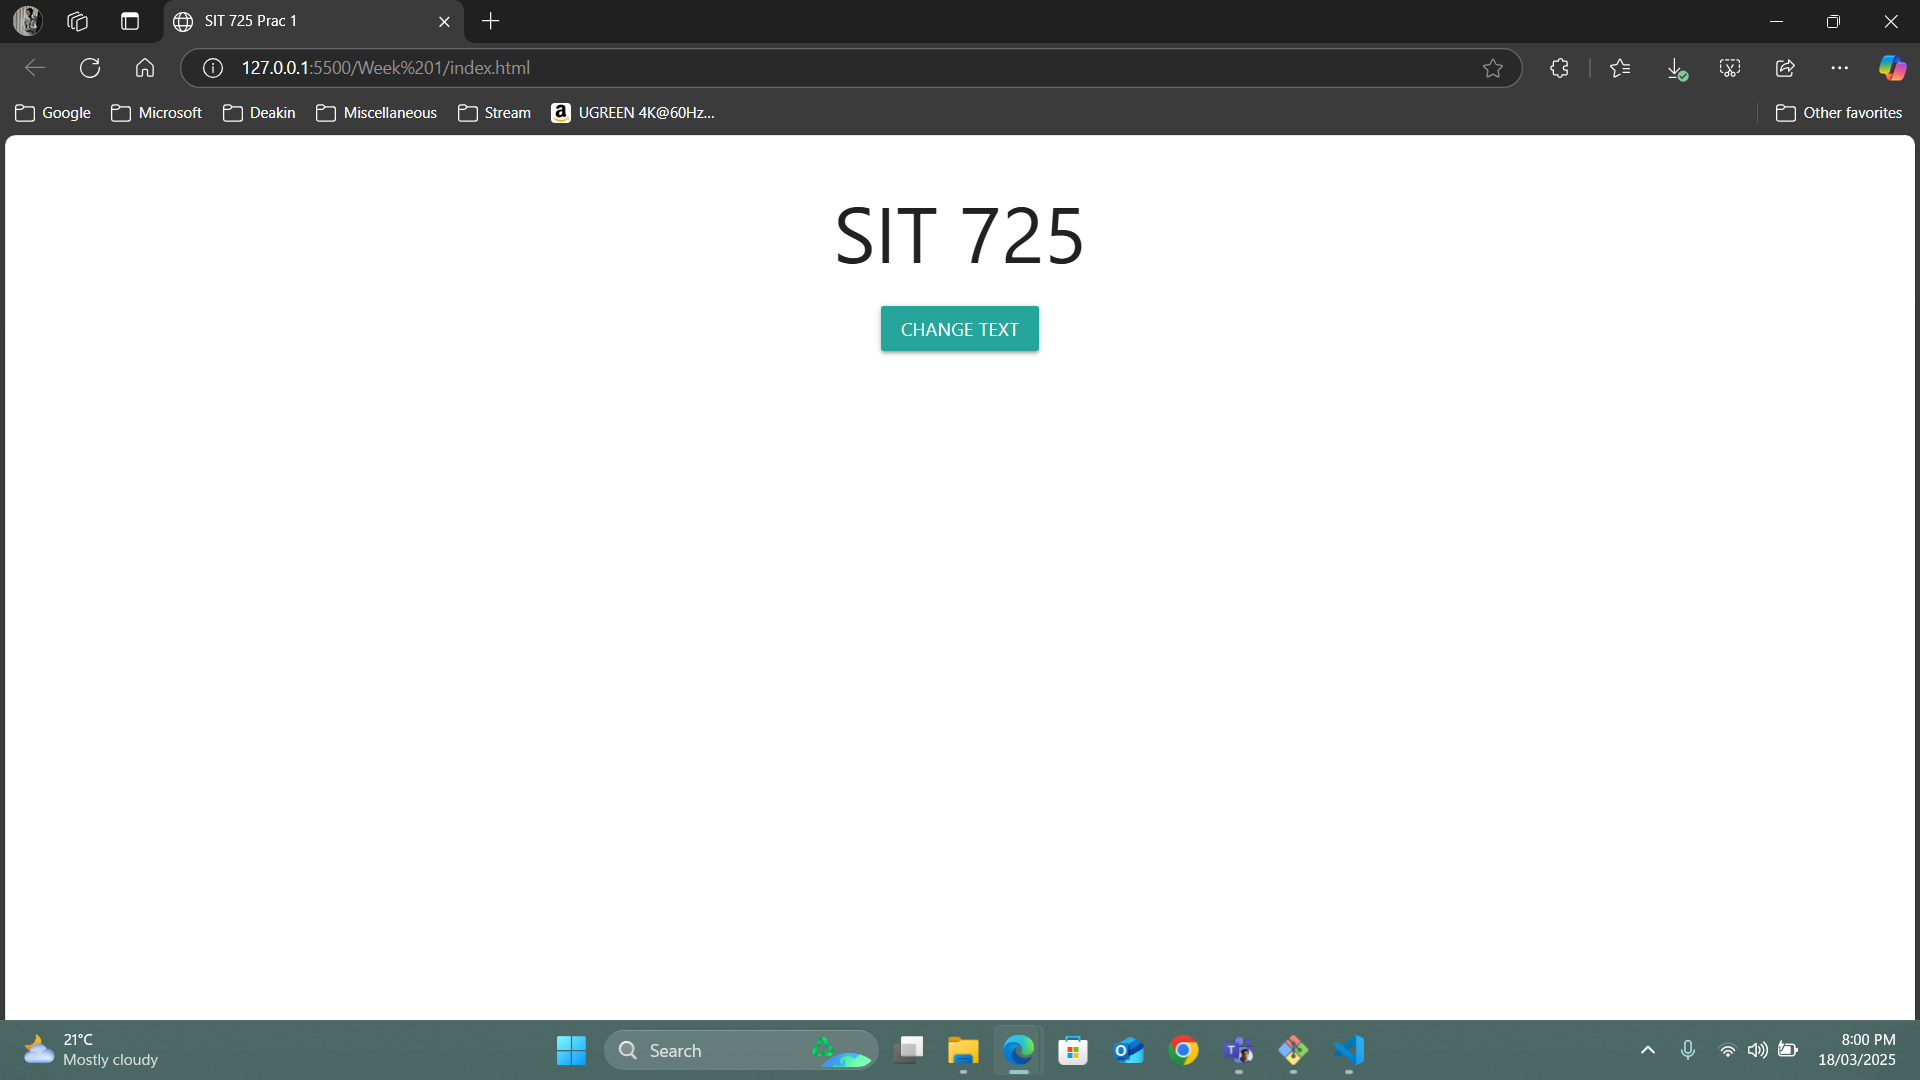 SIT 725 Prac 1
127.0.0.1:5500/Week%201/index.html
Google Microsoft Deakin Miscellaneous Stream UGREEN 4K@60Hz... Other favorites
SIT 725
CHANGE TEXT
21°C
Mostly cloudy
Search
8:00 PM
18/03/2025